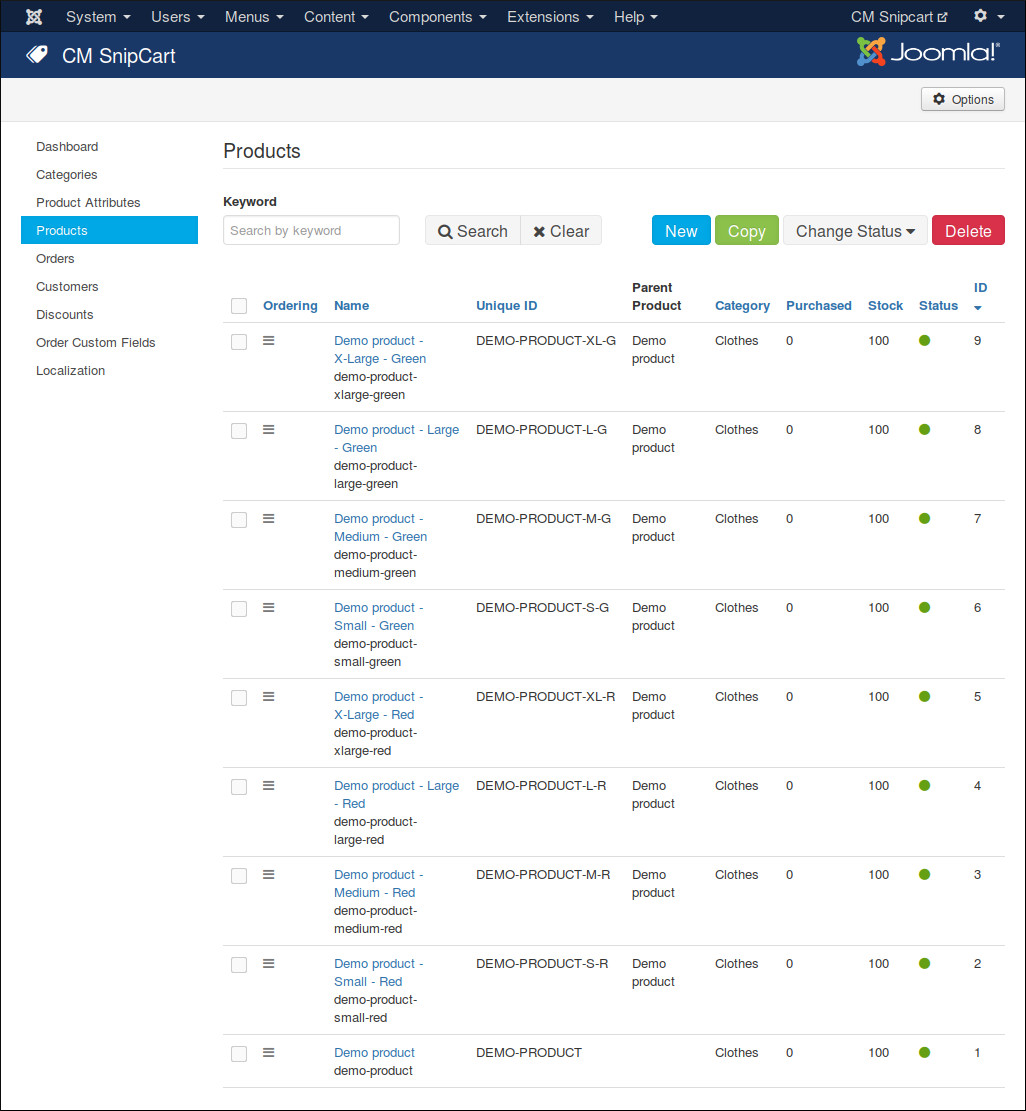 System Users Menus Content Components Extensions Help CM Snipcart
CM SnipCart Joomla!®
Options
Dashboard
Categories
Product Attributes
Products
Orders
Customers
Discounts
Order Custom Fields
Localization
Products
Keyword
Search by keyword Search Clear New Copy Change Status Delete
Ordering Name Unique ID Parent Product Category Purchased Stock Status ID
Demo product - DEMO-PRODUCT-XL-G Demo Clothes 0 100 9
X-Large - Green product
demo-product-
xlarge-green
Demo product - Large DEMO-PRODUCT-L-G Demo Clothes 0 100 8
- Green product
demo-product-
large-green
Demo product - DEMO-PRODUCT-M-G Demo Clothes 0 100 7
Medium - Green product
demo-product-
medium-green
Demo product - DEMO-PRODUCT-S-G Demo Clothes 0 100 6
Small - Green product
demo-product-
small-green
Demo product - DEMO-PRODUCT-XL-R Demo Clothes 0 100 5
X-Large - Red product
demo-product-
xlarge-red
Demo product - Large DEMO-PRODUCT-L-R Demo Clothes 0 100 4
- Red product
demo-product-
large-red
Demo product - DEMO-PRODUCT-M-R Demo Clothes 0 100 3
Medium - Red product
demo-product-
medium-red
Demo product - DEMO-PRODUCT-S-R Demo Clothes 0 100 2
Small - Red product
demo-product-
small-red
Demo product DEMO-PRODUCT Clothes 0 100 1
demo-product